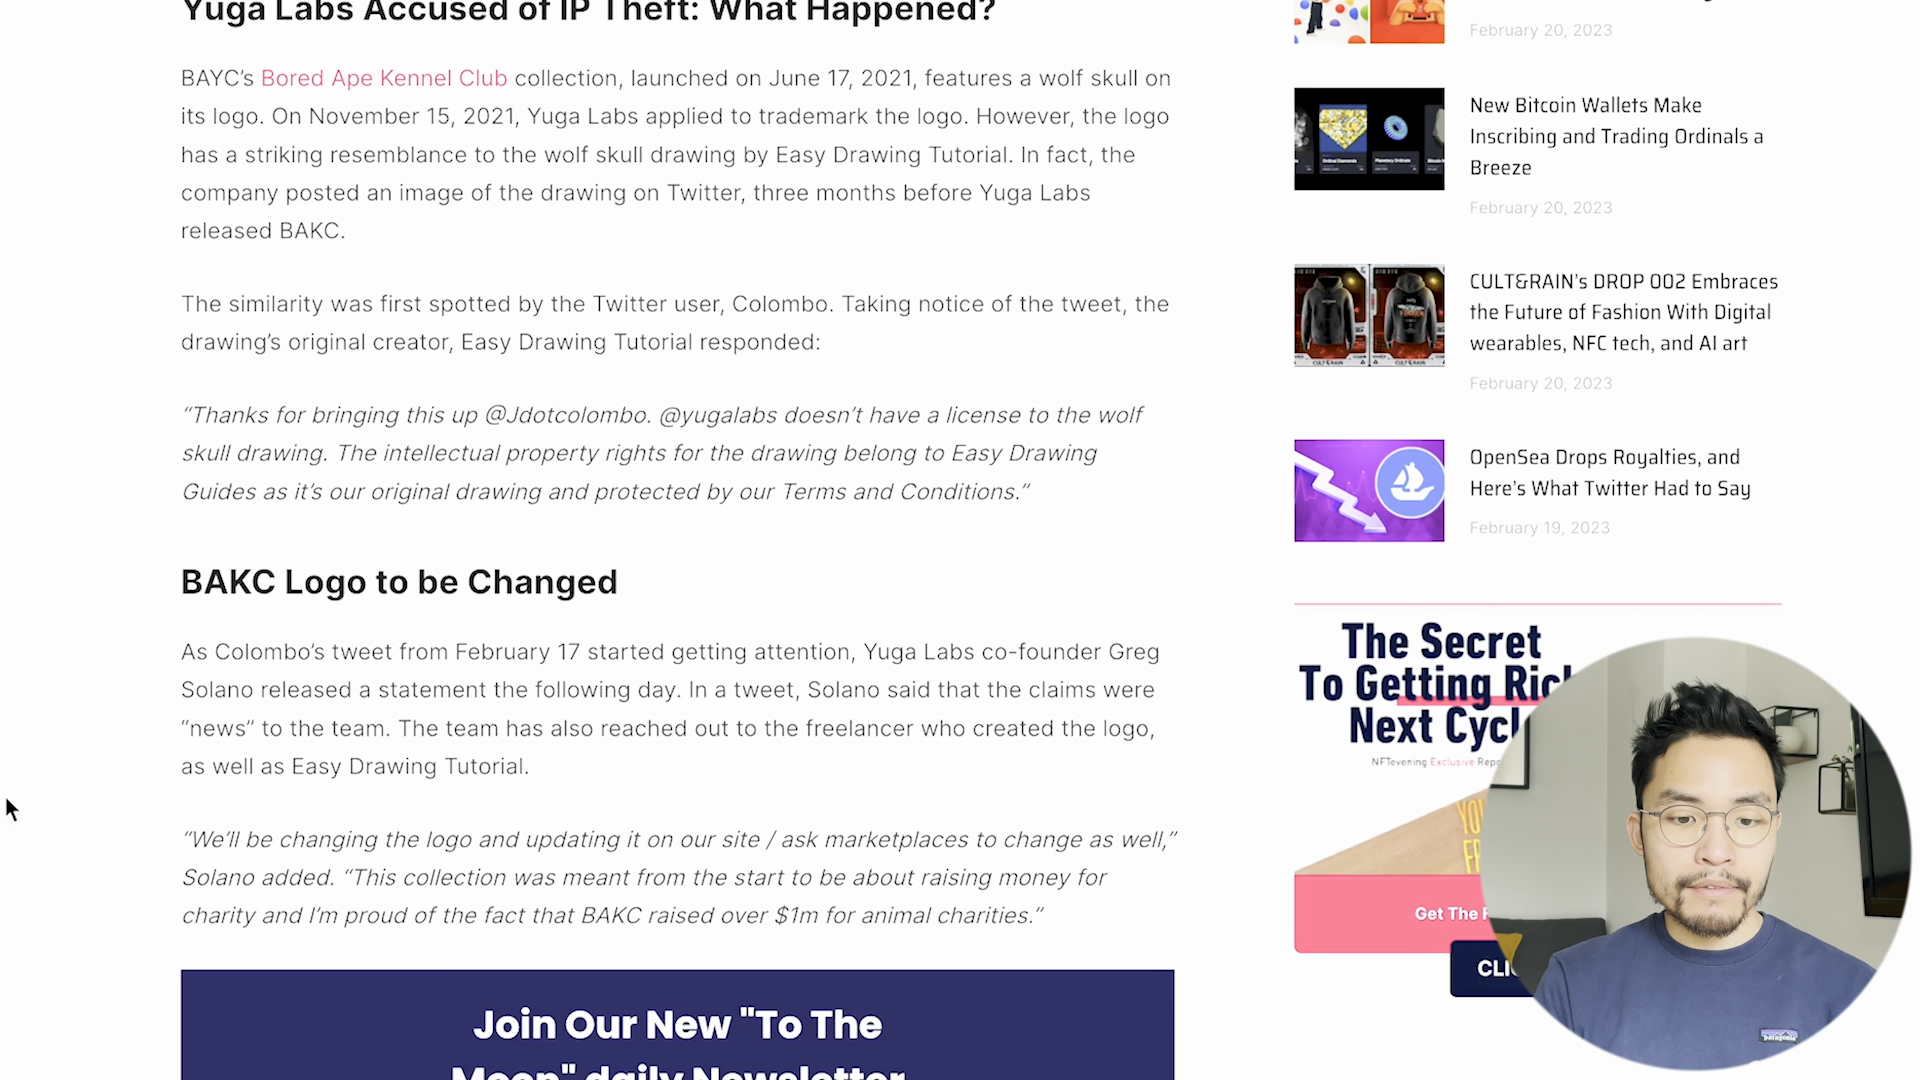 Yuga Labs Accused of IP Theft: What Happened?
BAYC’s Bored Ape Kennel Club collection, launched on June 17, 2021, features a wolf skull on
its logo. On November 15, 2021, Yuga Labs applied to trademark the logo. However, the logo
has a striking resemblance to the wolf skull drawing by Easy Drawing Tutorial. In fact, the
company posted an image of the drawing on Twitter, three months before Yuga Labs
released BAKC.
The similarity was first spotted by the Twitter user, Colombo. Taking notice of the tweet, the
drawing’s original creator, Easy Drawing Tutorial responded:
“Thanks for bringing this up @Jdotcolombo. @yugalabs doesn’t have a license to the wolf
skull drawing. The intellectual property rights for the drawing belong to Easy Drawing
Guides as it’s our original drawing and protected by our Terms and Conditions.”
BAKC Logo to be Changed
As Colombo’s tweet from February 17 started getting attention, Yuga Labs co-founder Greg
Solano released a statement the following day. In a tweet, Solano said that the claims were
“news” to the team. The team has also reached out to the freelancer who created the logo,
as well as Easy Drawing Tutorial.
“We’ll be changing the logo and updating it on our site / ask marketplaces to change as well,”
Solano added. “This collection was meant from the start to be about raising money for
charity and I’m proud of the fact that BAKC raised over $1m for animal charities.”
Join Our New "To The
Moon" daily Newsletter
February 20, 2023
New Bitcoin Wallets Make
Inscribing and Trading Ordinals a
Breeze
February 20, 2023
CULT&RAIN’s DROP 002 Embraces
the Future of Fashion With Digital
wearables, NFC tech, and AI art
February 20, 2023
OpenSea Drops Royalties, and
Here’s What Twitter Had to Say
February 19, 2023
The Secret
To Getting Rich
Next Cycl
NFTevening Exclusive Repo
YO
F
Get The
CLI
patagonia